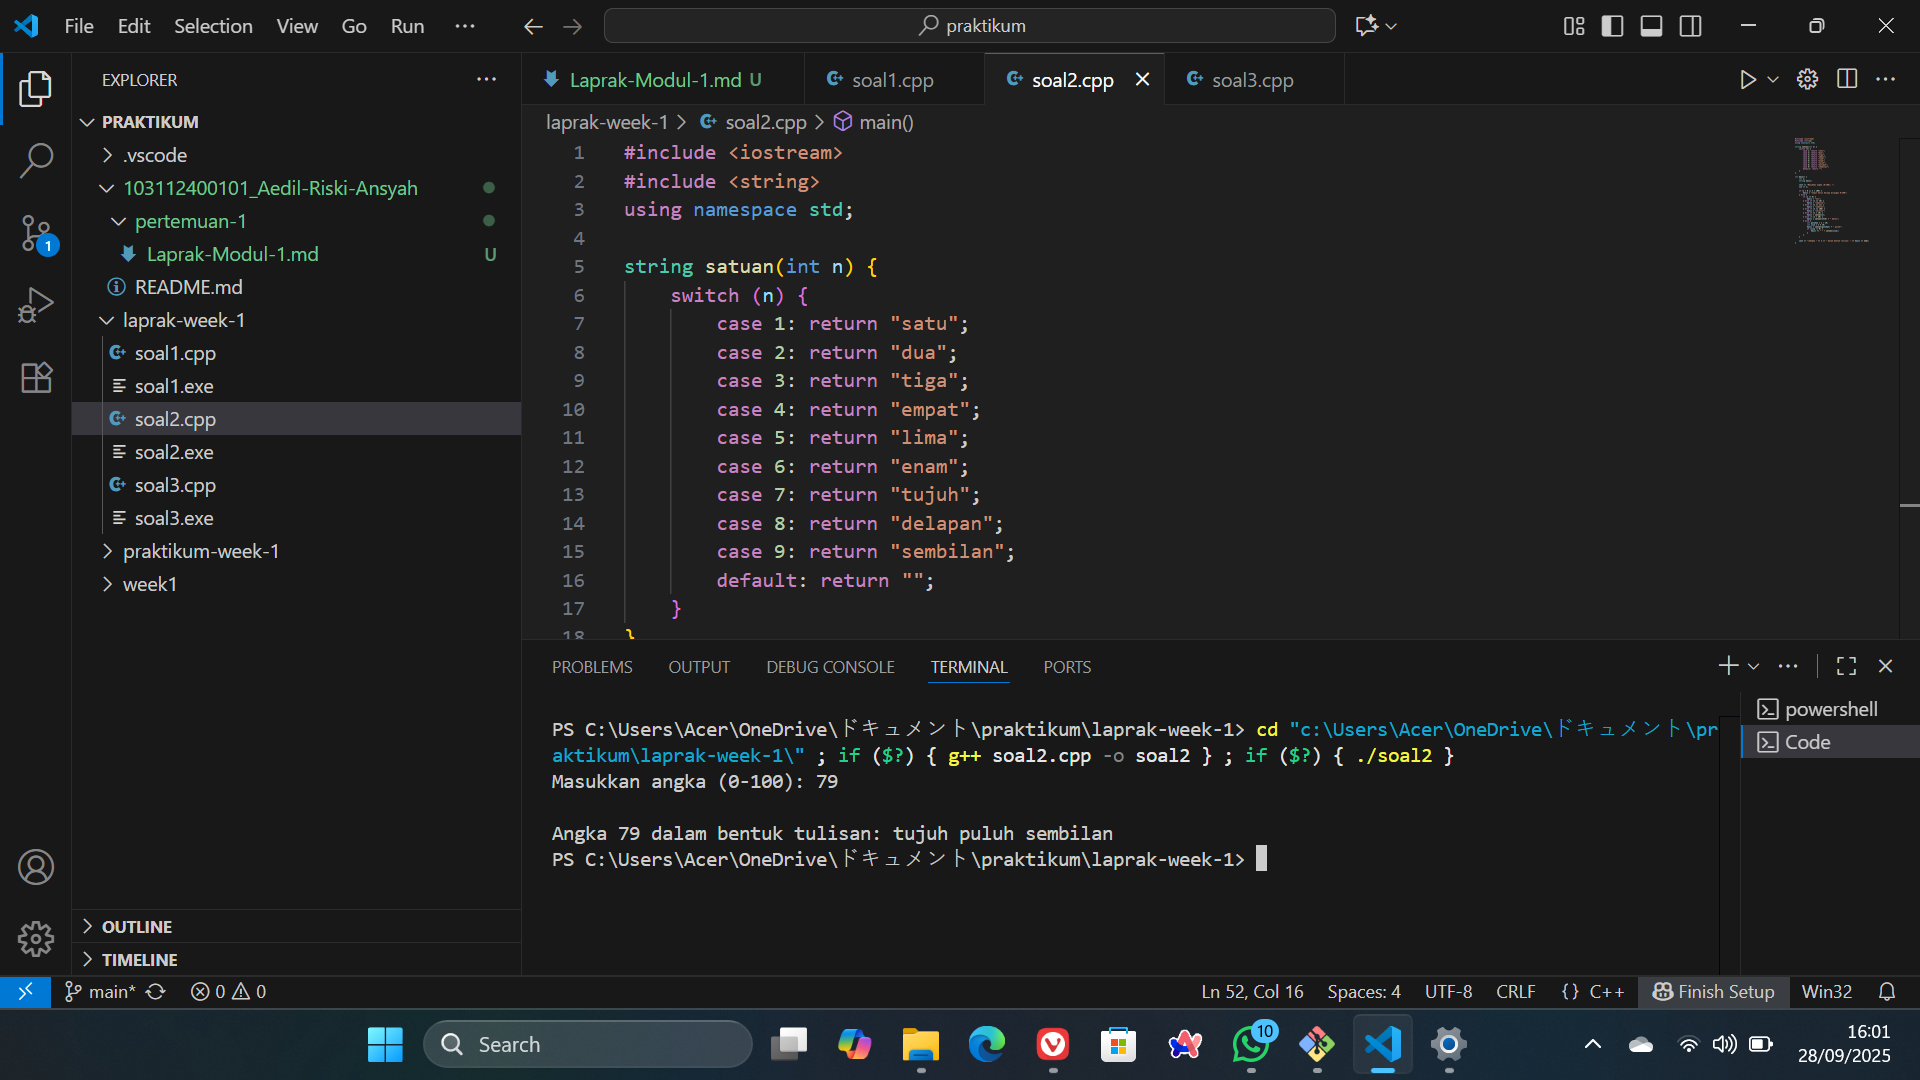 File Edit Selection View Go Run ···
praktikum
EXPLORER
PRAKTIKUM
.vscode
103112400101_Aedil-Riski-Ansyah
pertemuan-1
Laprak-Modul-1.md U
README.md
laprak-week-1
soal1.cpp
soal1.exe
soal2.cpp
soal2.exe
soal3.cpp
soal3.exe
praktikum-week-1
week1
OUTLINE
TIMELINE
1
Laprak-Modul-1.md U soal1.cpp soal2.cpp soal3.cpp
laprak-week-1 > soal2.cpp > main()
1 #include <iostream>
2 #include <string>
3 using namespace std;
4
5 string satuan(int n) {
6 switch (n) {
7 case 1: return "satu";
8 case 2: return "dua";
9 case 3: return "tiga";
10 case 4: return "empat";
11 case 5: return "lima";
12 case 6: return "enam";
13 case 7: return "tujuh";
14 case 8: return "delapan";
15 case 9: return "sembilan";
16 default: return "";
17 }
18 }
PROBLEMS OUTPUT DEBUG CONSOLE TERMINAL PORTS
PS C:\Users\Acer\OneDrive\ドキュメント\praktikum\laprak-week-1> cd "c:\Users\Acer\OneDrive\ドキュメント\pr
aktikum\laprak-week-1\" ; if ($?) { g++ soal2.cpp -o soal2 } ; if ($?) { ./soal2 }
Masukkan angka (0-100): 79
Angka 79 dalam bentuk tulisan: tujuh puluh sembilan
PS C:\Users\Acer\OneDrive\ドキュメント\praktikum\laprak-week-1>
powershell
Code
main* 0 0 Ln 52, Col 16 Spaces: 4 UTF-8 CRLF {} C++ Finish Setup Win32
Search 10 16:01
28/09/2025